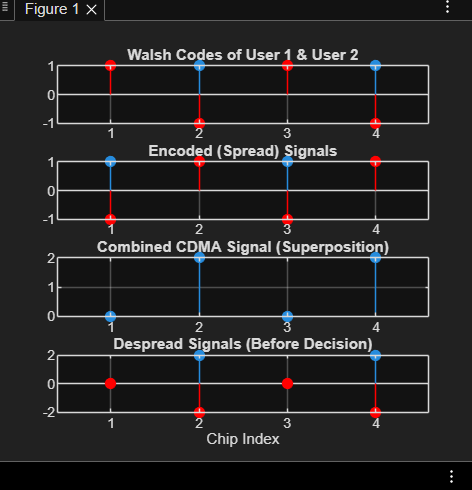 Figure 1
Walsh Codes of User 1 & User 2
1
0
-1
1 2 3 4
Encoded (Spread) Signals
1
0
-1
1 2 3 4
Combined CDMA Signal (Superposition)
2
1
0
1 2 3 4
Despread Signals (Before Decision)
2
0
-2
1 2 3 4
Chip Index